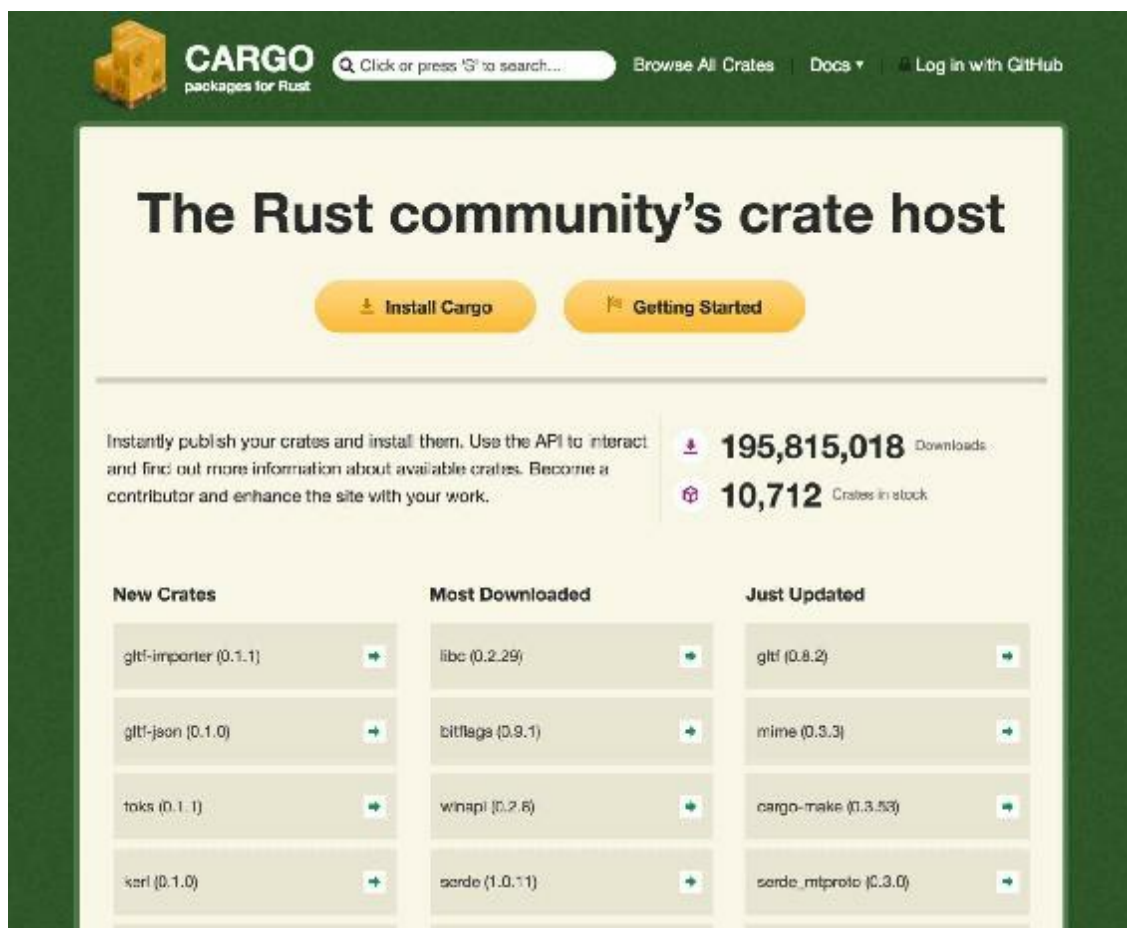 CARGO
packages for Rust
Click or press 'S' to search...
Browse All Crates
Docs ▾
Log in with GitHub
The Rust community's crate host
Install Cargo
Getting Started
Instantly publish your crates and install them. Use the API to interact
and find out more information about available crates. Become a
contributor and enhance the site with your work.
195,815,018 Downloads
10,712 Crates in stock
New Crates
gltf-importer (0.1.1)
gltf-json (0.1.0)
toks (0.1.1)
kerl (0.1.0)
Most Downloaded
libc (0.2.29)
bitflags (0.9.1)
winapi (0.2.8)
serde (1.0.11)
Just Updated
gltf (0.8.2)
mime (0.3.3)
cargo-make (0.3.53)
serde_mtproto (0.3.0)